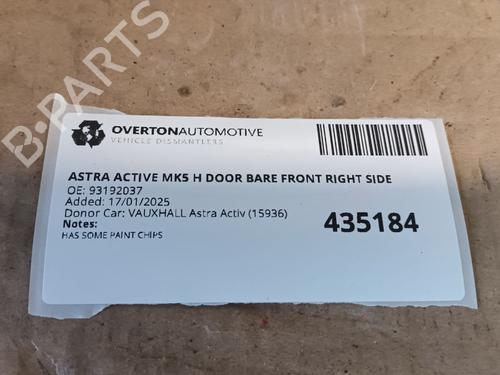 B-PARTS
OVERTONAUTOMOTIVE
VEHICLE DISMANTLERS
ASTRA ACTIVE MK5 H DOOR BARE FRONT RIGHT SIDE
OE: 93192037
Added: 17/01/2025
Donor Car: VAUXHALL Astra Activ (15936)
Notes:
HAS SOME PAINT CHIPS
435184